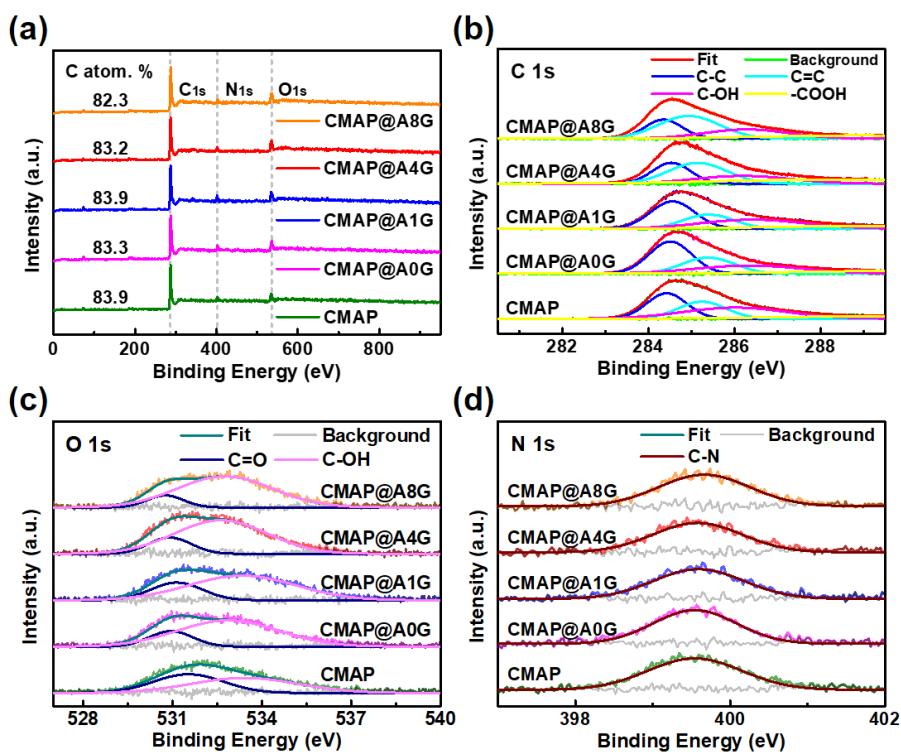 (a)
C atom. %
C1s N1s O1s
82.3
CMAP@A8G
83.2
CMAP@A4G
83.9
CMAP@A1G
83.3
CMAP@A0G
83.9
CMAP
0 200 400 600 800
Binding Energy (eV)
Intensity (a.u.)
(b)
C 1s
Fit Background
C-C C=C
C-OH -COOH
CMAP@A8G
CMAP@A4G
CMAP@A1G
CMAP@A0G
CMAP
282 284 286 288
Binding Energy (eV)
Intensity (a.u.)
(c)
O 1s
Fit Background
C=O C-OH
CMAP@A8G
CMAP@A4G
CMAP@A1G
CMAP@A0G
CMAP
528 531 534 537 540
Binding Energy (eV)
Intensity (a.u.)
(d)
N 1s
Fit Background
C-N
CMAP@A8G
CMAP@A4G
CMAP@A1G
CMAP@A0G
CMAP
398 400 402
Binding Energy (eV)
Intensity (a.u.)